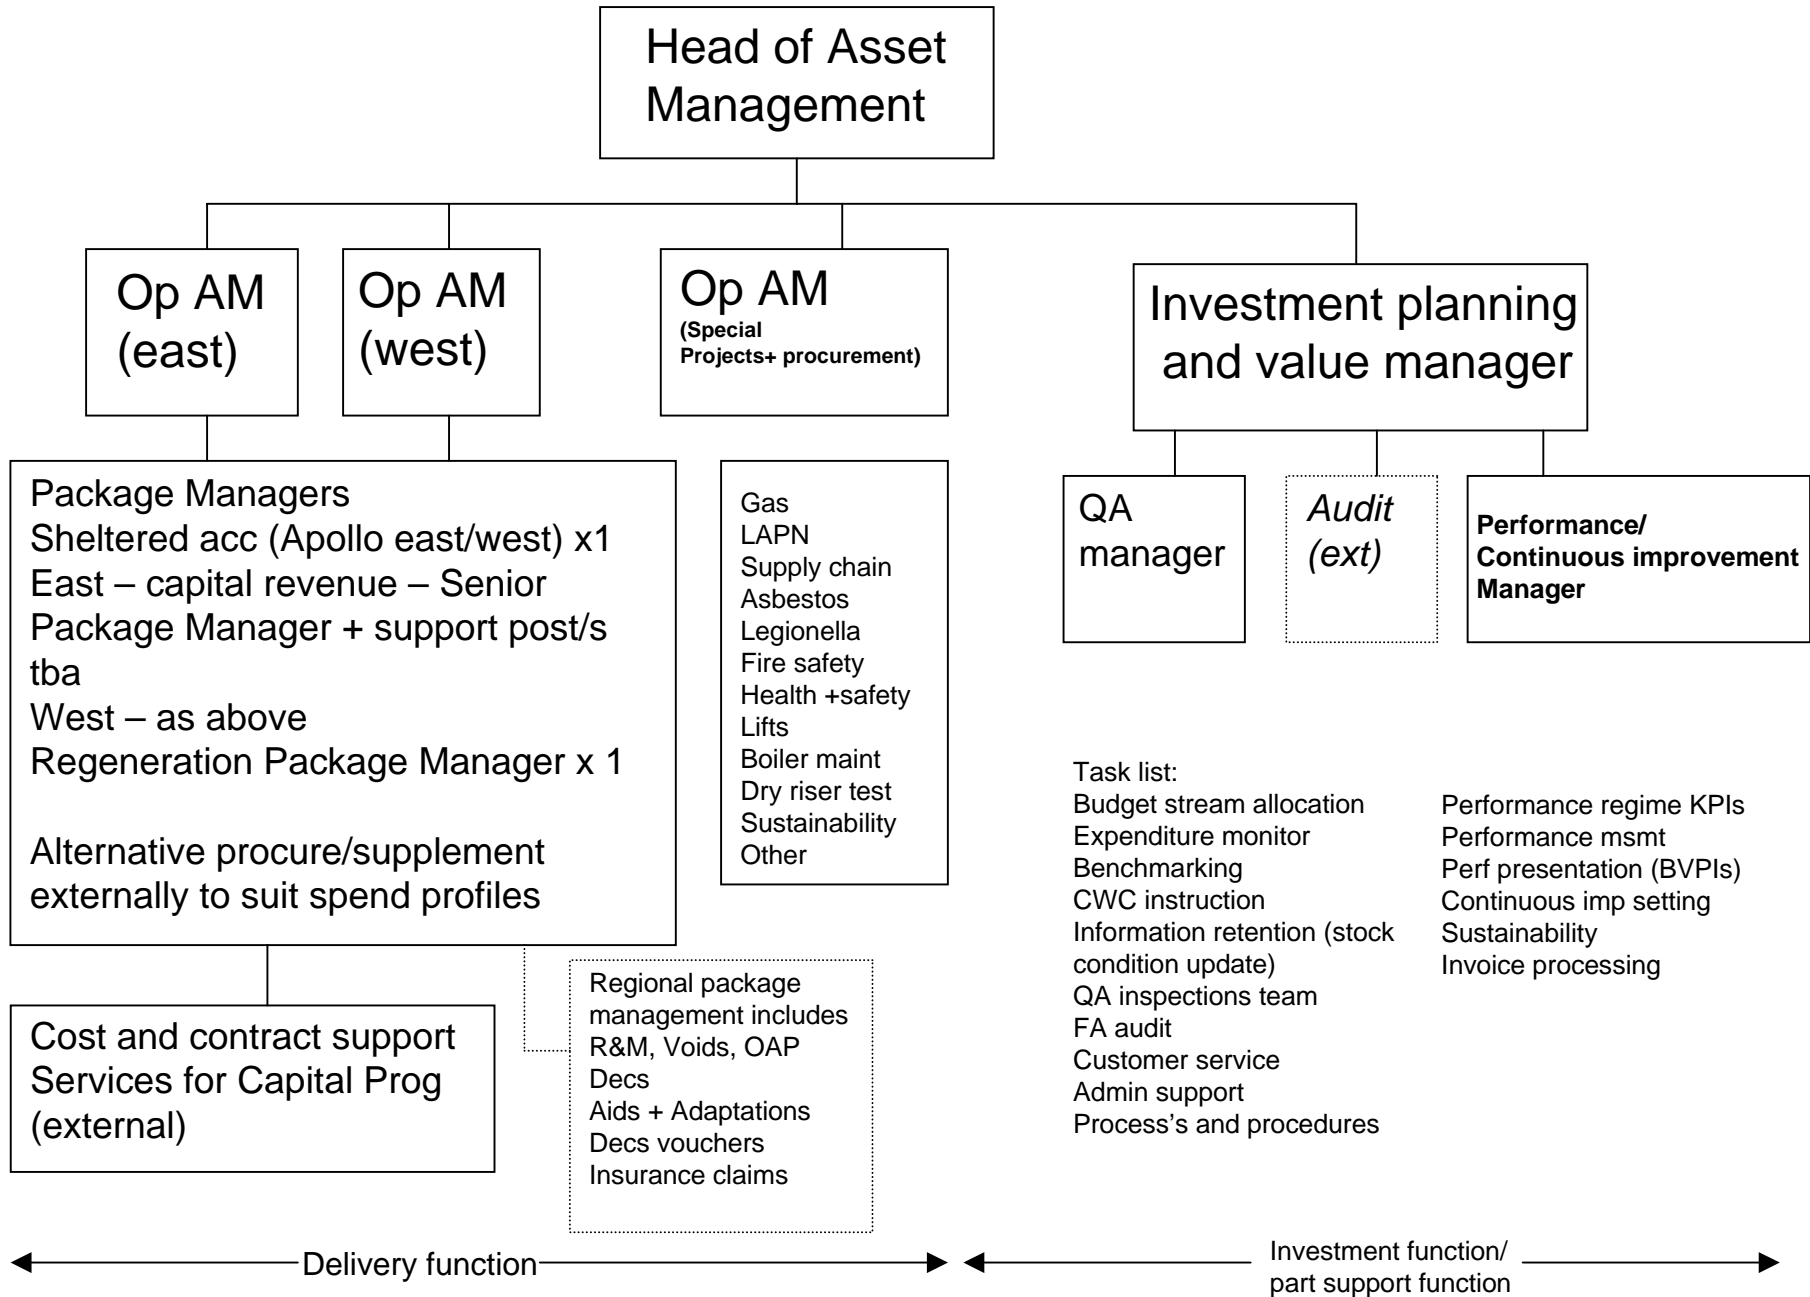 Head of Asset
Management
Op AM
(east)
Op AM
(west)
Op AM
(Special
Projects+ procurement)
Investment planning
and value manager
Package Managers
Sheltered acc (Apollo east/west) x1
East – capital revenue – Senior
Package Manager + support post/s
tba
West – as above
Regeneration Package Manager x 1
Alternative procure/supplement
externally to suit spend profiles
Gas
LAPN
Supply chain
Asbestos
Legionella
Fire safety
Health +safety
Lifts
Boiler maint
Dry riser test
Sustainability
Other
QA
manager
Audit
(ext)
Performance/
Continuous improvement
Manager
Cost and contract support
Services for Capital Prog
(external)
Regional package
management includes
R&M, Voids, OAP
Decs
Aids + Adaptations
Decs vouchers
Insurance claims
Task list:
Budget stream allocation
Expenditure monitor
Benchmarking
CWC instruction
Information retention (stock
condition update)
QA inspections team
FA audit
Customer service
Admin support
Process’s and procedures
Performance regime KPIs
Performance msmt
Perf presentation (BVPIs)
Continuous imp setting
Sustainability
Invoice processing
Delivery function
Investment function/
part support function